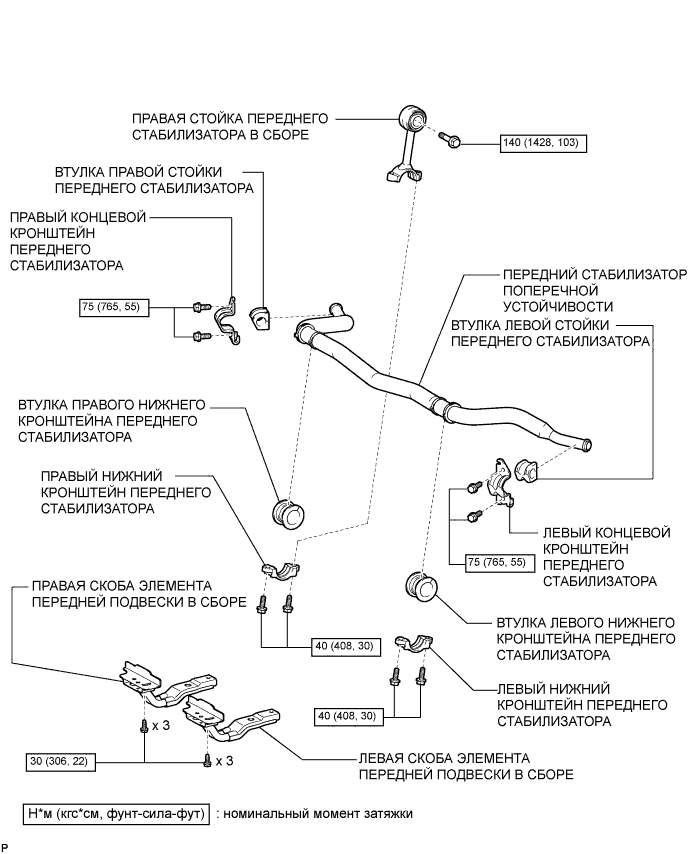 ПРАВАЯ СТОЙКА ПЕРЕДНЕГО
СТАБИЛИЗАТОРА В СБОРЕ
140 (1428, 103)
ВТУЛКА ПРАВОЙ СТОЙКИ
ПЕРЕДНЕГО СТАБИЛИЗАТОРА
ПРАВЫЙ КОНЦЕВОЙ
КРОНШТЕЙН
ПЕРЕДНЕГО
СТАБИЛИЗАТОРА
75 (765, 55)
ПЕРЕДНИЙ СТАБИЛИЗАТОР
ПОПЕРЕЧНОЙ
УСТОЙЧИВОСТИ
ВТУЛКА ЛЕВОЙ СТОЙКИ
ПЕРЕДНЕГО СТАБИЛИЗАТОРА
ВТУЛКА ПРАВОГО НИЖНЕГО
КРОНШТЕЙНА ПЕРЕДНЕГО
СТАБИЛИЗАТОРА
ПРАВЫЙ НИЖНИЙ
КРОНШТЕЙН ПЕРЕДНЕГО
СТАБИЛИЗАТОРА
ЛЕВЫЙ КОНЦЕВОЙ
КРОНШТЕЙН
ПЕРЕДНЕГО
СТАБИЛИЗАТОРА
75 (765, 55)
ПРАВАЯ СКОБА ЭЛЕМЕНТА
ПЕРЕДНЕЙ ПОДВЕСКИ В СБОРЕ
40 (408, 30)
ВТУЛКА ЛЕВОГО НИЖНЕГО
КРОНШТЕЙНА ПЕРЕДНЕГО
СТАБИЛИЗАТОРА
ЛЕВЫЙ НИЖНИЙ
КРОНШТЕЙН ПЕРЕДНЕГО
СТАБИЛИЗАТОРА
40 (408, 30)
x 3
x 3
30 (306, 22)
ЛЕВАЯ СКОБА ЭЛЕМЕНТА
ПЕРЕДНЕЙ ПОДВЕСКИ В СБОРЕ
Н*м (кгс*см, фунт-сила-фут) : номинальный момент затяжки
P